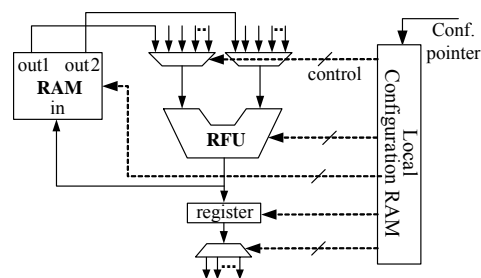 Conf.
pointer
out1 out2
RAM
in
control
RFU
Local
Configuration RAM
register